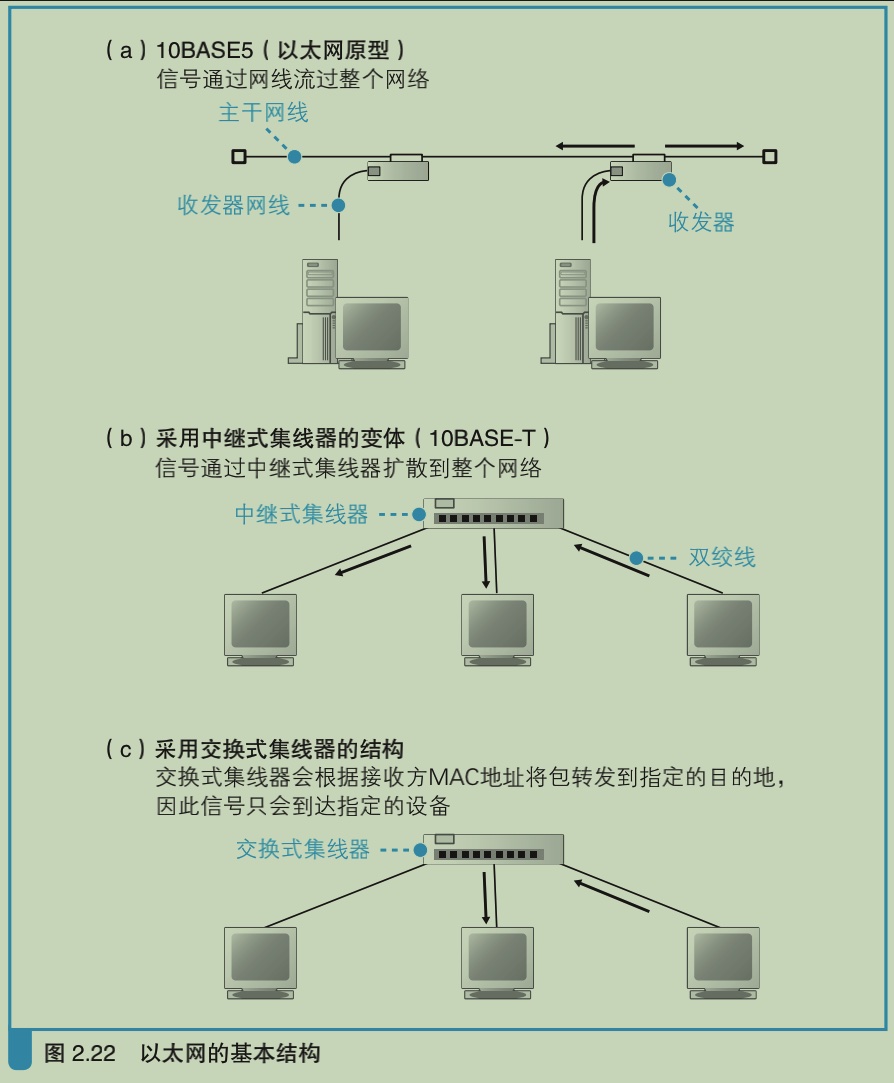 （a）10BASE5（以太网原型）
信号通过网线流过整个网络
主干网线
收发器网线
收发器
（b）采用中继式集线器的变体（10BASE-T）
信号通过中继式集线器扩散到整个网络
中继式集线器
双绞线
（c）采用交换式集线器的结构
交换式集线器会根据接收方MAC地址将包转发到指定的目的地，
因此信号只会到达指定的设备
交换式集线器
图 2.22　以太网的基本结构